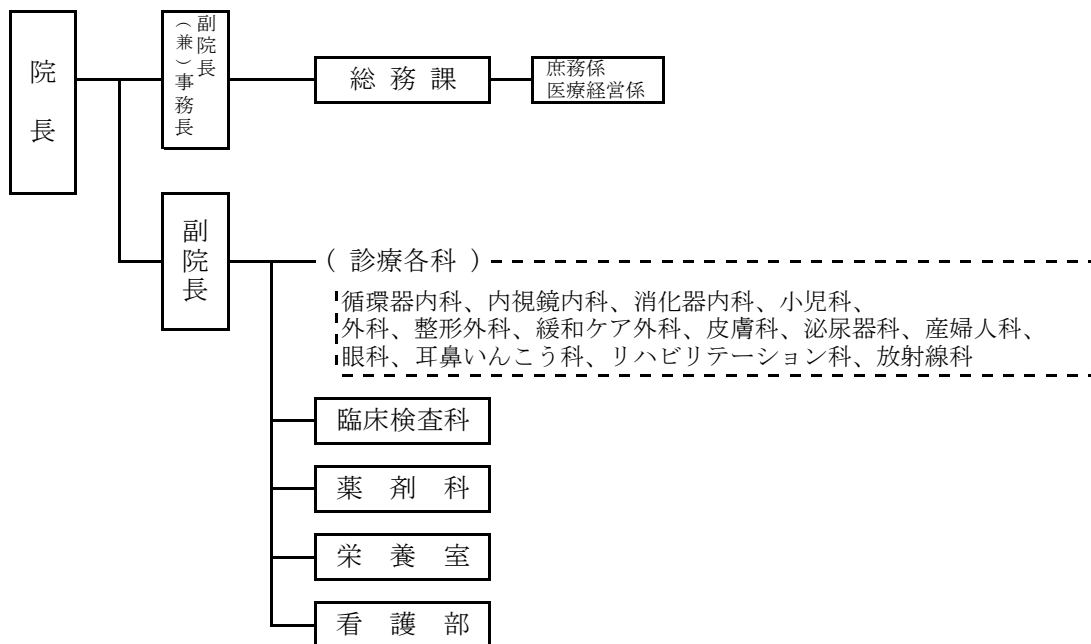 院長
副院長
（兼）事務長
総務課
庶務係
医療経営係
副院長
（診療各科）
循環器内科、内視鏡内科、消化器内科、小児科、
外科、整形外科、緩和ケア外科、皮膚科、泌尿器科、産婦人科、
眼科、耳鼻いんこう科、リハビリテーション科、放射線科
臨床検査科
薬剤科
栄養室
看護部